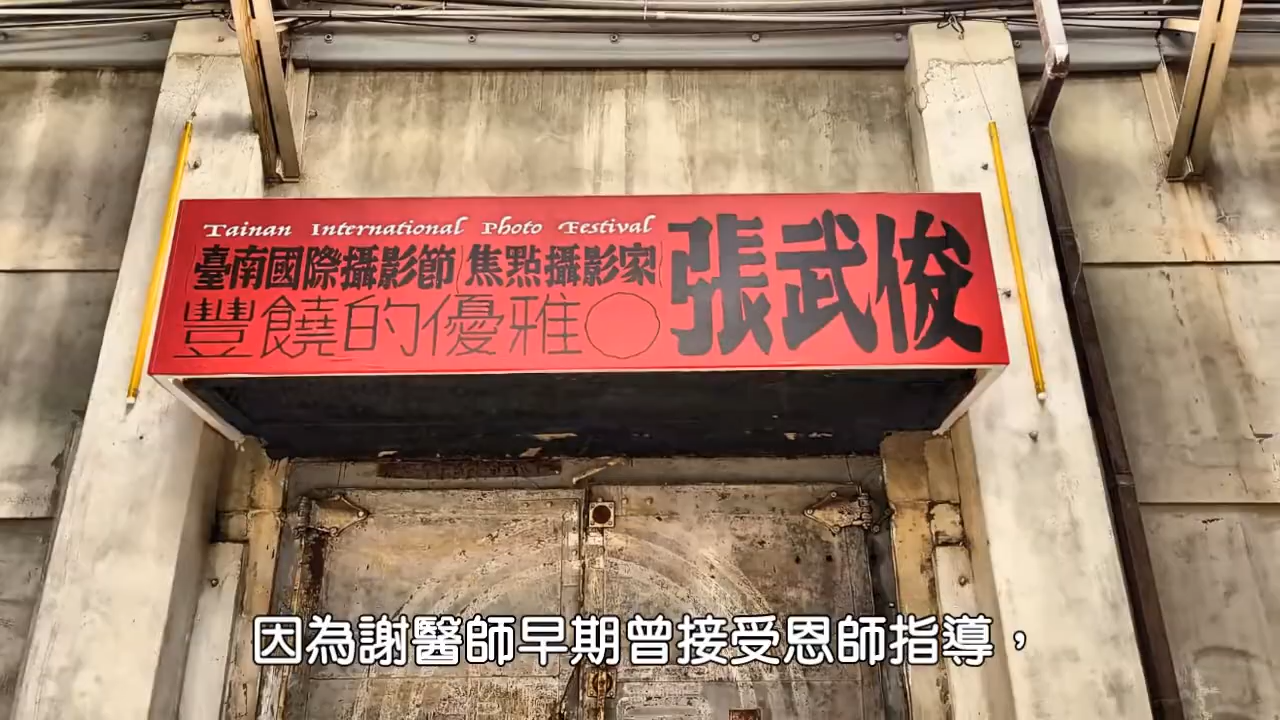 Tainan International Photo Festival
臺南國際攝影節 焦點攝影家
豐饒的優雅○
張武俊
因為謝醫師早期曾接受恩師指導，